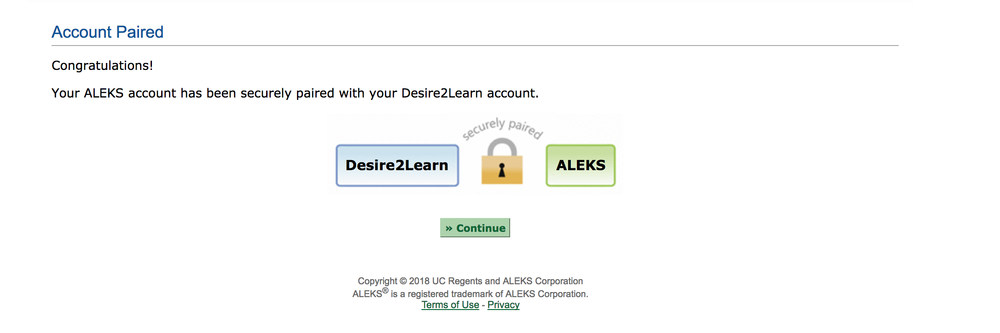 Account Paired
Congratulations!
Your ALEKS account has been securely paired with your Desire2Learn account.
securely paired
Desire2Learn
ALEKS
» Continue
Copyright © 2018 UC Regents and ALEKS Corporation
ALEKS® is a registered trademark of ALEKS Corporation.
Terms of Use - Privacy